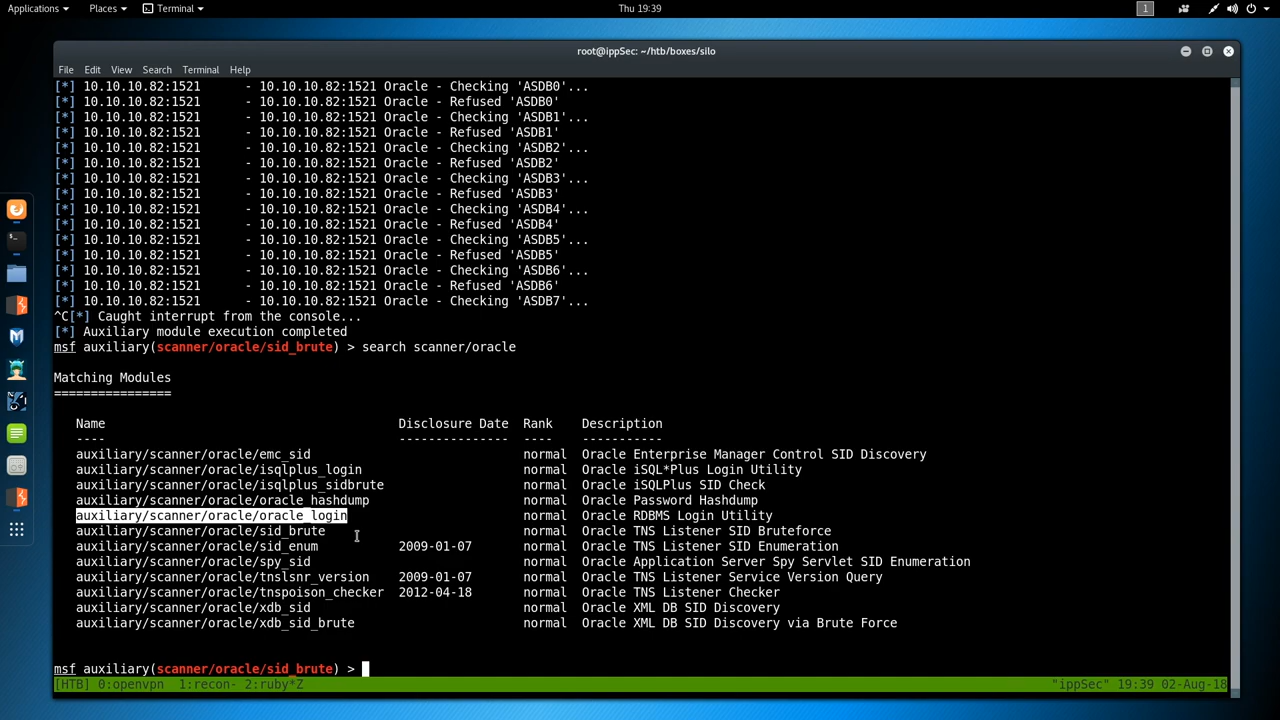 Applications Places Terminal Thu 19:39 1
root@ippSec: ~/htb/boxes/silo
File Edit View Search Terminal Help
[*] 10.10.10.82:1521 - 10.10.10.82:1521 Oracle - Checking 'ASDB0'...
[*] 10.10.10.82:1521 - 10.10.10.82:1521 Oracle - Refused 'ASDB0'
[*] 10.10.10.82:1521 - 10.10.10.82:1521 Oracle - Checking 'ASDB1'...
[*] 10.10.10.82:1521 - 10.10.10.82:1521 Oracle - Refused 'ASDB1'
[*] 10.10.10.82:1521 - 10.10.10.82:1521 Oracle - Checking 'ASDB2'...
[*] 10.10.10.82:1521 - 10.10.10.82:1521 Oracle - Refused 'ASDB2'
[*] 10.10.10.82:1521 - 10.10.10.82:1521 Oracle - Checking 'ASDB3'...
[*] 10.10.10.82:1521 - 10.10.10.82:1521 Oracle - Refused 'ASDB3'
[*] 10.10.10.82:1521 - 10.10.10.82:1521 Oracle - Checking 'ASDB4'...
[*] 10.10.10.82:1521 - 10.10.10.82:1521 Oracle - Refused 'ASDB4'
[*] 10.10.10.82:1521 - 10.10.10.82:1521 Oracle - Checking 'ASDB5'...
[*] 10.10.10.82:1521 - 10.10.10.82:1521 Oracle - Refused 'ASDB5'
[*] 10.10.10.82:1521 - 10.10.10.82:1521 Oracle - Checking 'ASDB6'...
[*] 10.10.10.82:1521 - 10.10.10.82:1521 Oracle - Refused 'ASDB6'
[*] 10.10.10.82:1521 - 10.10.10.82:1521 Oracle - Checking 'ASDB7'...
^C[*] Caught interrupt from the console...
[*] Auxiliary module execution completed
msf auxiliary(scanner/oracle/sid_brute) > search scanner/oracle
Matching Modules
================
Name Disclosure Date Rank Description
---- --------------- ---- -----------
auxiliary/scanner/oracle/emc_sid normal Oracle Enterprise Manager Control SID Discovery
auxiliary/scanner/oracle/isqlplus_login normal Oracle iSQL*Plus Login Utility
auxiliary/scanner/oracle/isqlplus_sidbrute normal Oracle iSQLPlus SID Check
auxiliary/scanner/oracle/oracle_hashdump normal Oracle Password Hashdump
auxiliary/scanner/oracle/oracle_login normal Oracle RDBMS Login Utility
auxiliary/scanner/oracle/sid_brute normal Oracle TNS Listener SID Bruteforce
auxiliary/scanner/oracle/sid_enum 2009-01-07 normal Oracle TNS Listener SID Enumeration
auxiliary/scanner/oracle/spy_sid normal Oracle Application Server Spy Servlet SID Enumeration
auxiliary/scanner/oracle/tnslsnr_version 2009-01-07 normal Oracle TNS Listener Service Version Query
auxiliary/scanner/oracle/tnspoison_checker 2012-04-18 normal Oracle TNS Listener Checker
auxiliary/scanner/oracle/xdb_sid normal Oracle XML DB SID Discovery
auxiliary/scanner/oracle/xdb_sid_brute normal Oracle XML DB SID Discovery via Brute Force
msf auxiliary(scanner/oracle/sid_brute) >
[HTB] 0:openvpn 1:recon- 2:ruby*Z "ippSec" 19:39 02-Aug-18